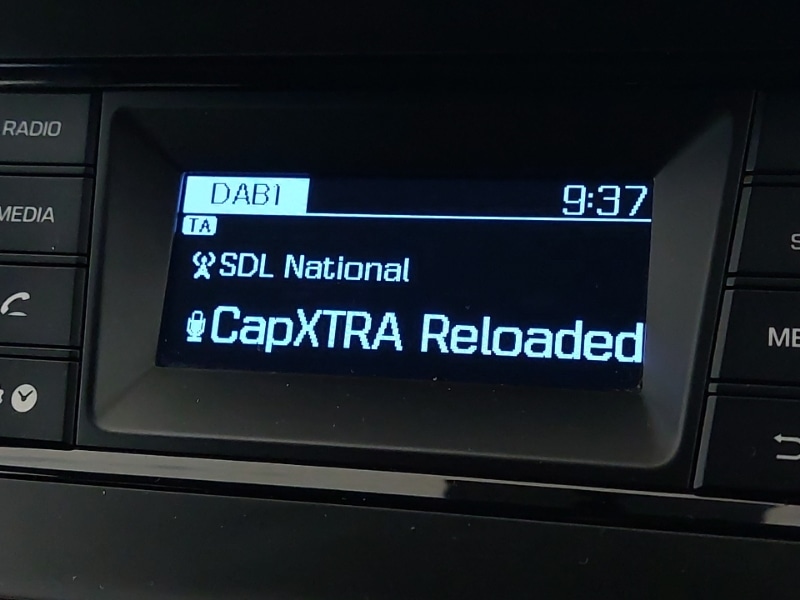 RADIO
MEDIA
DAB1 9:37
TA
SDL National
CapXTRA Reloaded